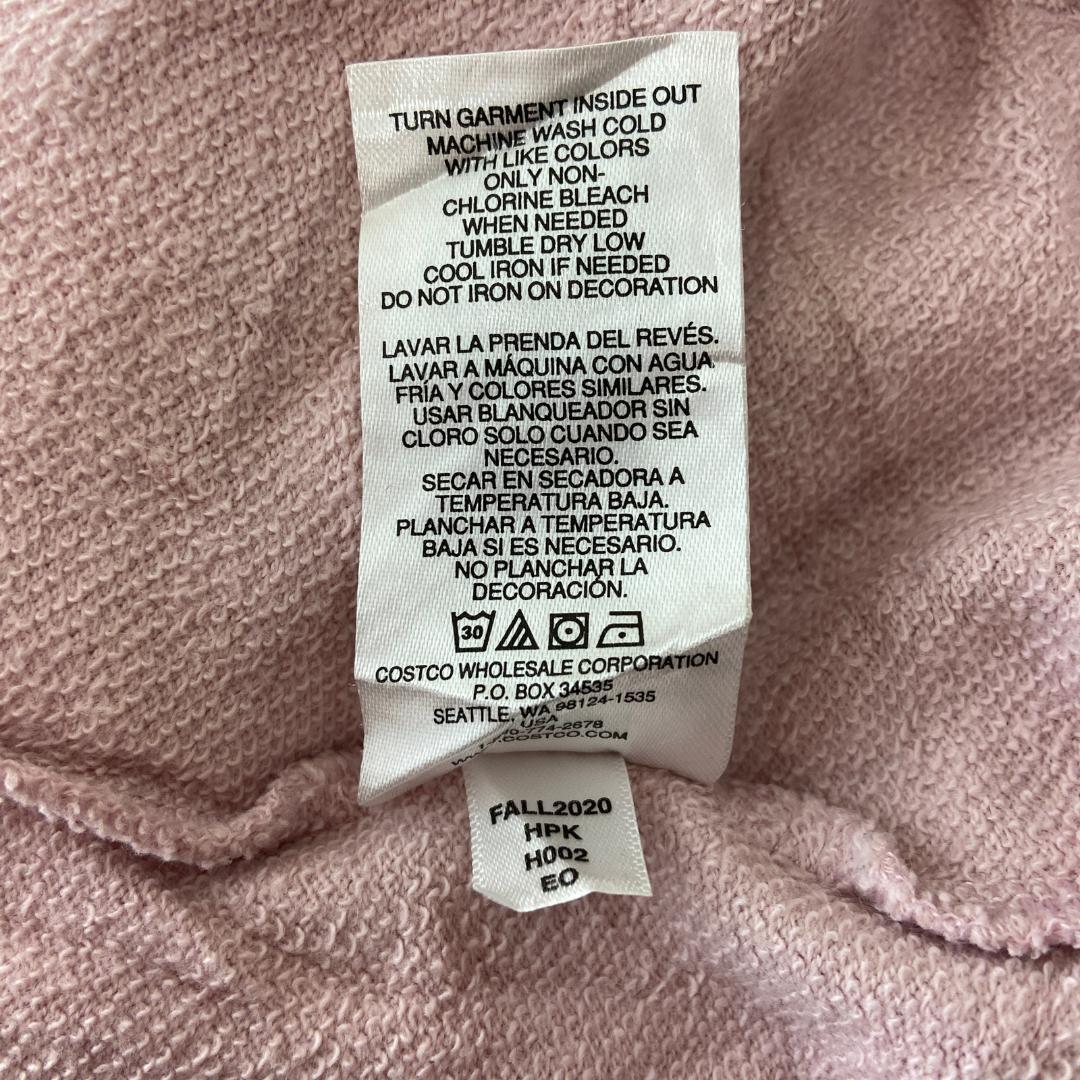 TURN GARMENT INSIDE OUT
MACHINE WASH COLD
WITH LIKE COLORS
ONLY NON-
CHLORINE BLEACH
WHEN NEEDED
TUMBLE DRY LOW
COOL IRON IF NEEDED
DO NOT IRON ON DECORATION
LAVAR LA PRENDA DEL REVÉS.
LAVAR A MÁQUINA CON AGUA
FRÍA Y COLORES SIMILARES.
USAR BLANQUEADOR SIN
CLORO SOLO CUANDO SEA
NECESARIO.
SECAR EN SECADORA A
TEMPERATURA BAJA.
PLANCHAR A TEMPERATURA
BAJA SI ES NECESARIO.
NO PLANCHAR LA
DECORACIÓN.
30
COSTCO WHOLESALE CORPORATION
P.O. BOX 34535
SEATTLE, WA 98124-1535
USA
774-2678
.COSTCO.COM
FALL2020
HPK
H002
EO